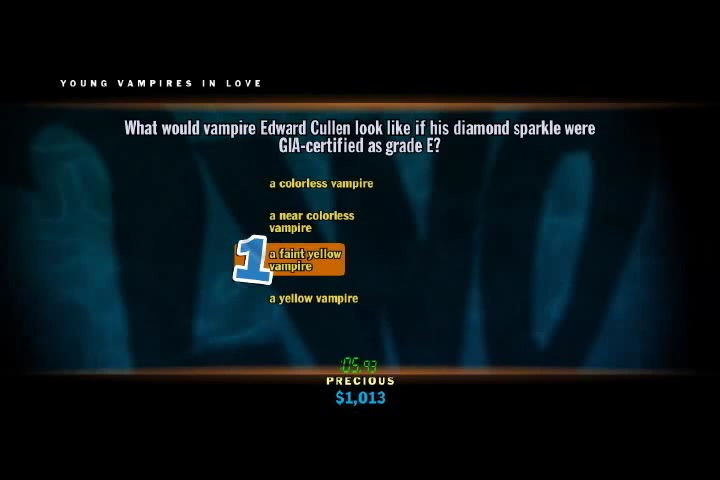 YOUNG VAMPIRES IN LOVE
What would vampire Edward Cullen look like if his diamond sparkle were
GIA-certified as grade E?
a colorless vampire
a near colorless
vampire
1
a faint yellow
vampire
a yellow vampire
:05.93
PRECIOUS
$1,013